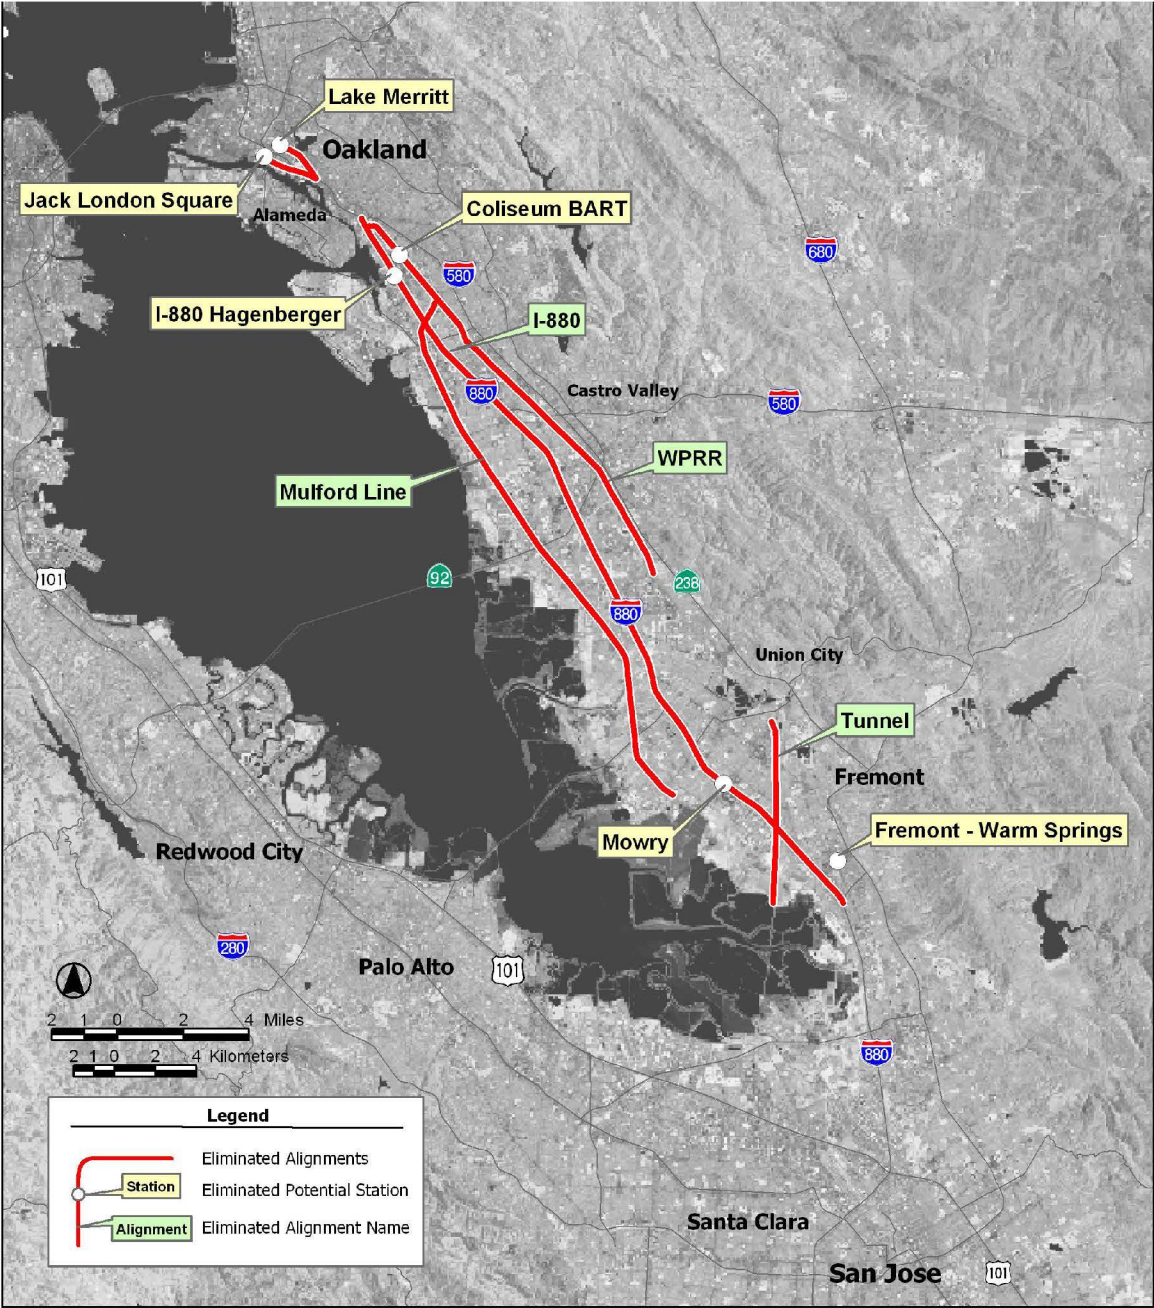 Lake Merritt
Oakland
Jack London Square
Alameda
Coliseum BART
680
580
I-880 Hagenberger
I-880
880
Castro Valley
580
WPRR
Mulford Line
101
92
238
880
Union City
Tunnel
Fremont
Fremont - Warm Springs
Mowry
Redwood City
280
Palo Alto
101
2 1 0 2 4 Miles
2 1 0 2 4 Kilometers
880
Legend
Eliminated Alignments
Station
Eliminated Potential Station
Alignment
Eliminated Alignment Name
Santa Clara
San Jose
101